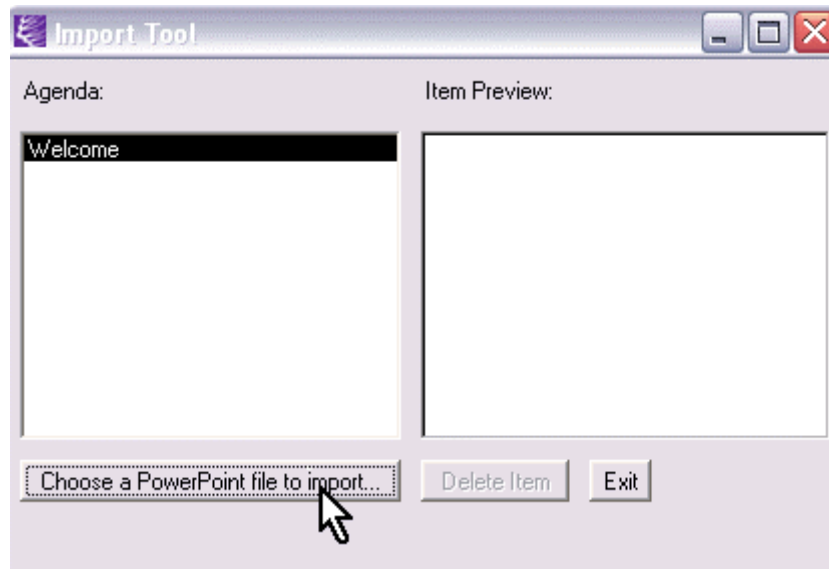 Import Tool
Agenda:
Item Preview:
Welcome
Choose a PowerPoint file to import...
Delete Item
Exit